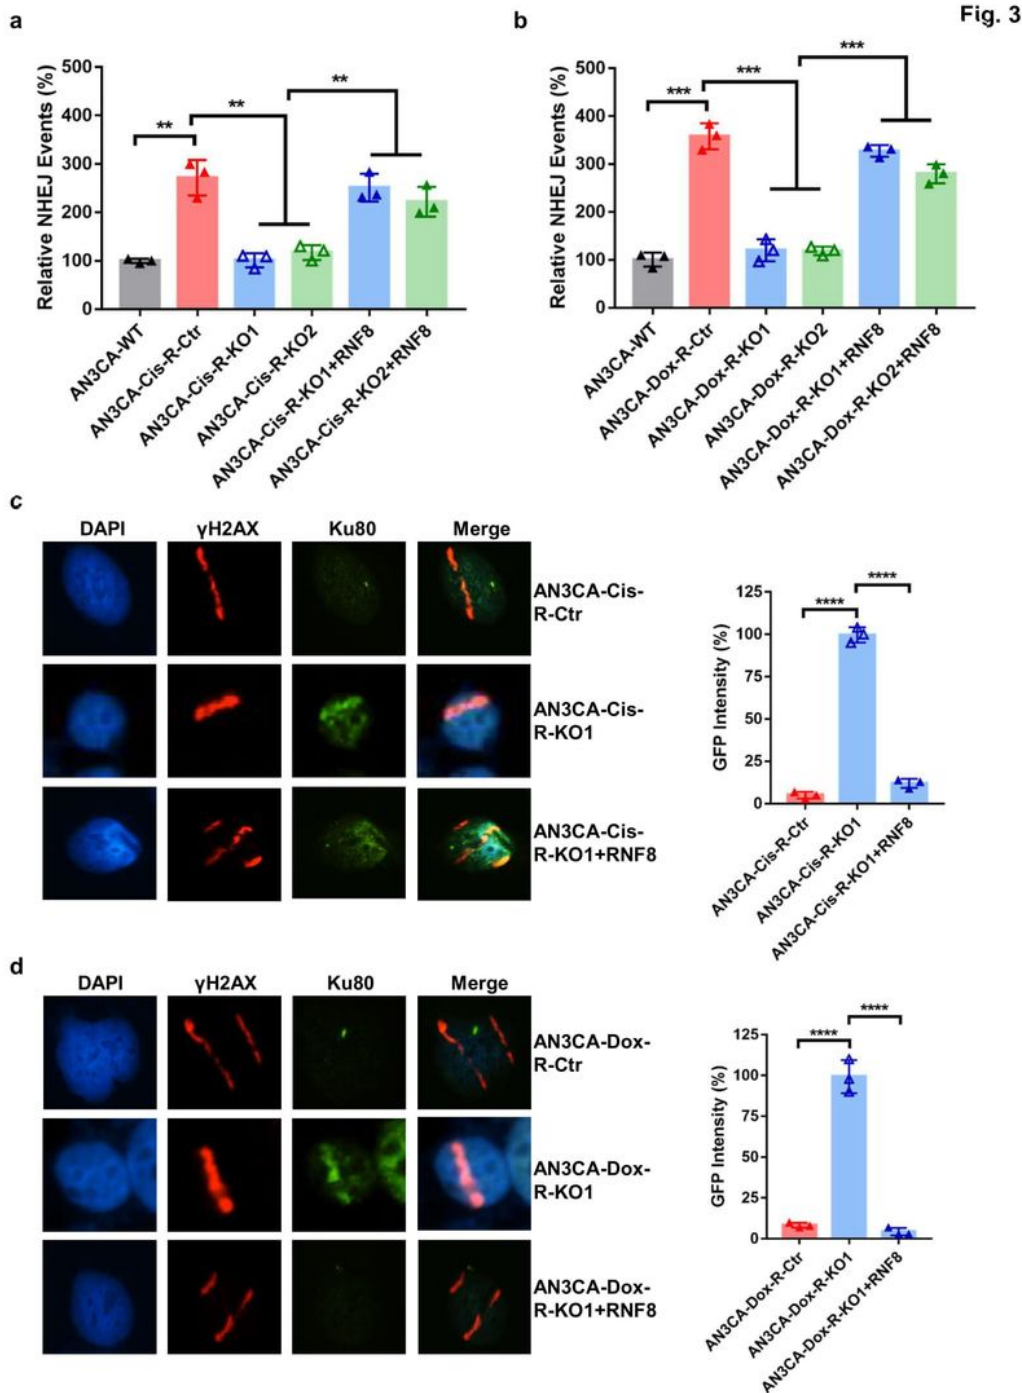 Fig. 3
a
Relative NHEJ Events (%)
500
400
300
200
100
0
**
**
**
AN3CA-WT
AN3CA-Cis-R-Ctr
AN3CA-Cis-R-KO1
AN3CA-Cis-R-KO2
AN3CA-Cis-R-KO1+RNF8
AN3CA-Cis-R-KO2+RNF8
b
Relative NHEJ Events (%)
500
400
300
200
100
0
***
***
***
AN3CA-WT
AN3CA-Dox-R-Ctr
AN3CA-Dox-R-KO1
AN3CA-Dox-R-KO2
AN3CA-Dox-R-KO1+RNF8
AN3CA-Dox-R-KO2+RNF8
c
DAPI γH2AX Ku80 Merge
AN3CA-Cis-
R-Ctr
AN3CA-Cis-
R-KO1
AN3CA-Cis-
R-KO1+RNF8
GFP Intensity (%)
125
100
75
50
25
0
****
****
AN3CA-Cis-R-Ctr
AN3CA-Cis-R-KO1
AN3CA-Cis-R-KO1+RNF8
d
DAPI γH2AX Ku80 Merge
AN3CA-Dox-
R-Ctr
AN3CA-Dox-
R-KO1
AN3CA-Dox-
R-KO1+RNF8
GFP Intensity (%)
125
100
75
50
25
0
****
****
AN3CA-Dox-R-Ctr
AN3CA-Dox-R-KO1
AN3CA-Dox-R-KO1+RNF8